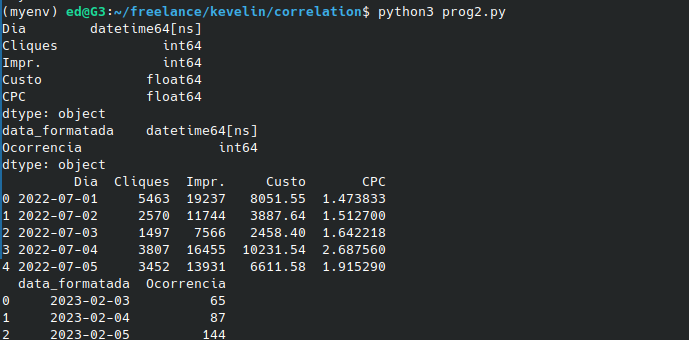 (myenv) ed@G3:~/freelance/kevelin/correlation$ python3 prog2.py
Dia        datetime64[ns]
Cliques             int64
Impr.               int64
Custo             float64
CPC               float64
dtype: object
data_formatada    datetime64[ns]
Ocorrencia                 int64
dtype: object
         Dia  Cliques  Impr.     Custo       CPC
0 2022-07-01     5463  19237   8051.55  1.473833
1 2022-07-02     2570  11744   3887.64  1.512700
2 2022-07-03     1497   7566   2458.40  1.642218
3 2022-07-04     3807  16455  10231.54  2.687560
4 2022-07-05     3452  13931   6611.58  1.915290
  data_formatada  Ocorrencia
0     2023-02-03          65
1     2023-02-04          87
2     2023-02-05         144